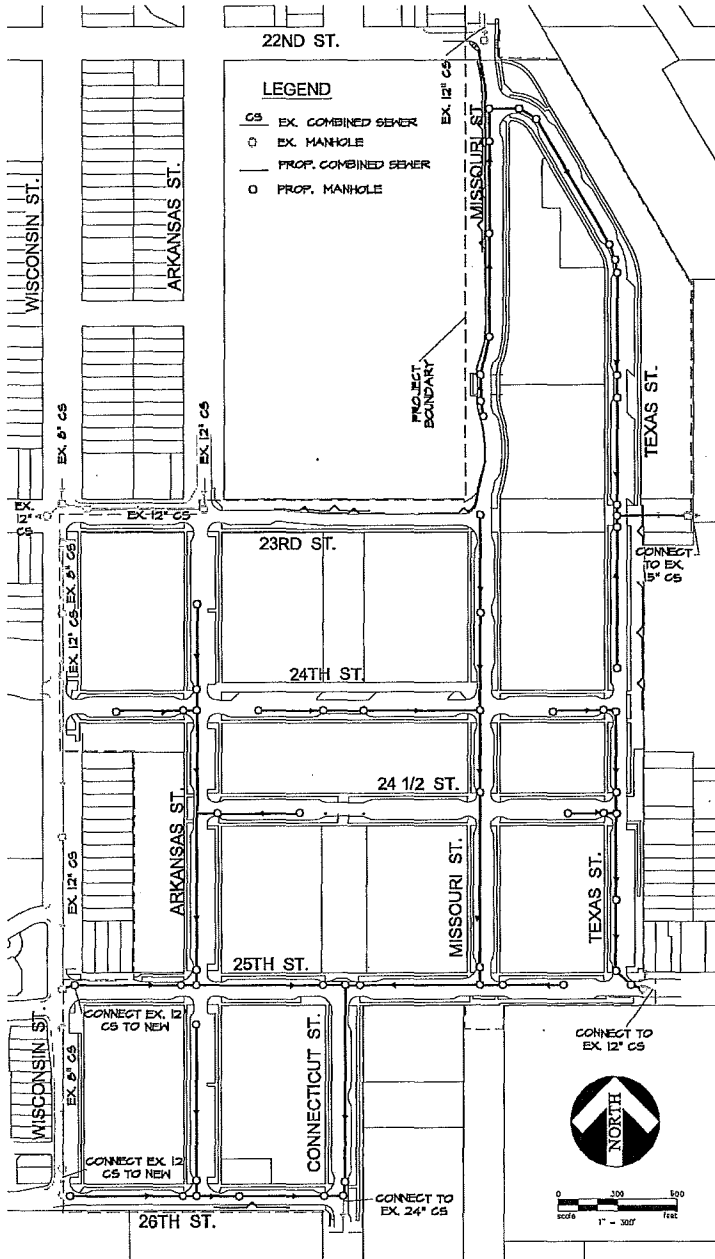 22ND ST.
LEGEND
CS EX. COMBINED SEWER
EX. MANHOLE
PROP. COMBINED SEWER
PROP. MANHOLE
EX. 12" CS
MISSOURI ST.
WISCONSIN ST.
ARKANSAS ST.
PROJECT
BOUNDARY
TEXAS ST.
EX. 8" CS
EX. 12" CS
EX.
12"
CS
EX. 12" CS
23RD ST.
CONNECT
TO EX.
15" CS
EX. 12" CS
EX. 8" CS
24TH ST.
24 1/2 ST.
ARKANSAS ST.
MISSOURI ST.
TEXAS ST.
EX. 12" CS
25TH ST.
CONNECT EX. 12
CS TO NEW
CONNECT TO
EX. 12" CS
WISCONSIN ST.
EX. 8" CS
CONNECTICUT ST.
NORTH
CONNECT EX. 12
CS TO NEW
CONNECT TO
EX. 24" CS
26TH ST.
0 300 600
scale 1" = 300' feet